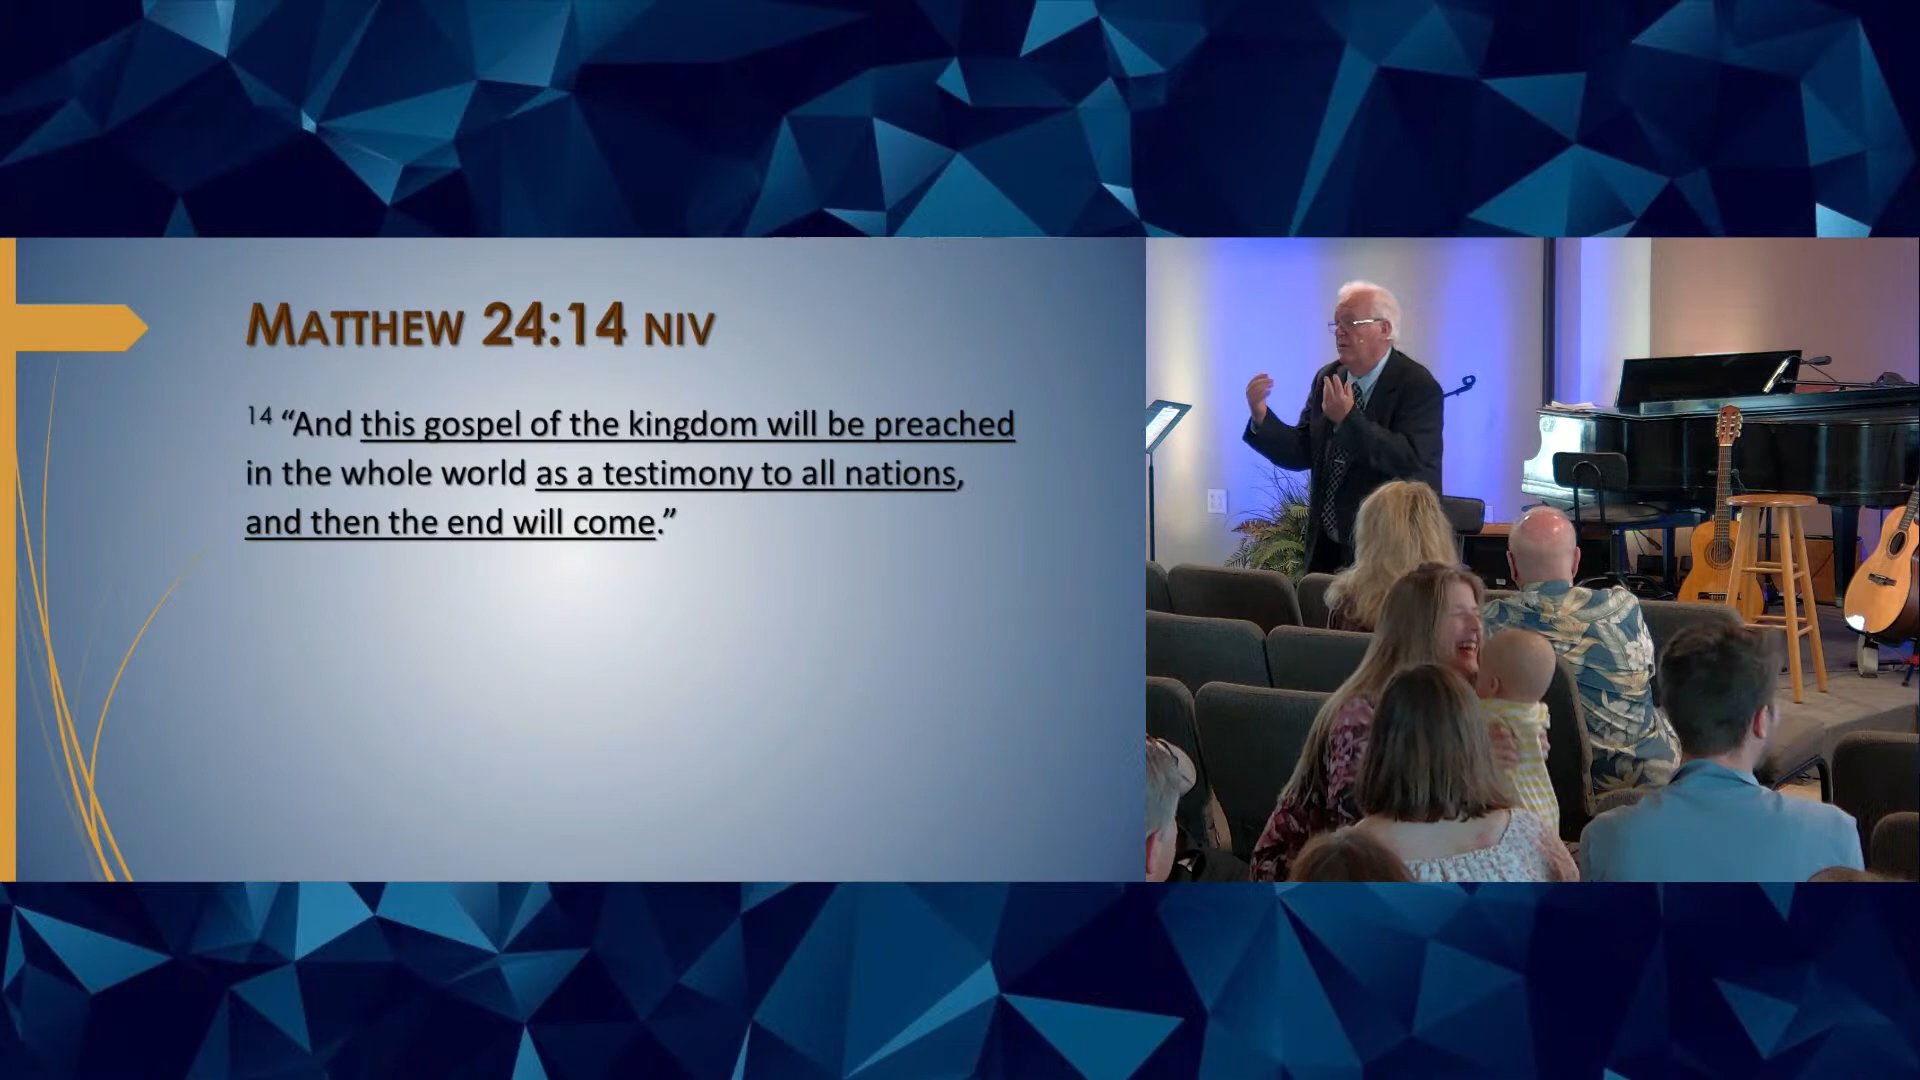 MATTHEW 24:14 NIV
14 “And this gospel of the kingdom will be preached
in the whole world as a testimony to all nations,
and then the end will come.”